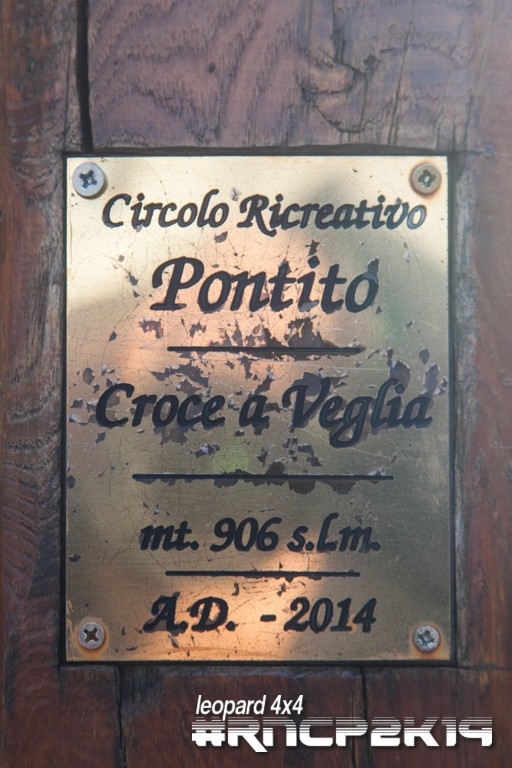 Circolo Ricreativo
Pontito
Croce a Veglia
mt. 906 s.l.m.
A.D. - 2014
leopard 4x4
#RNCP2K19